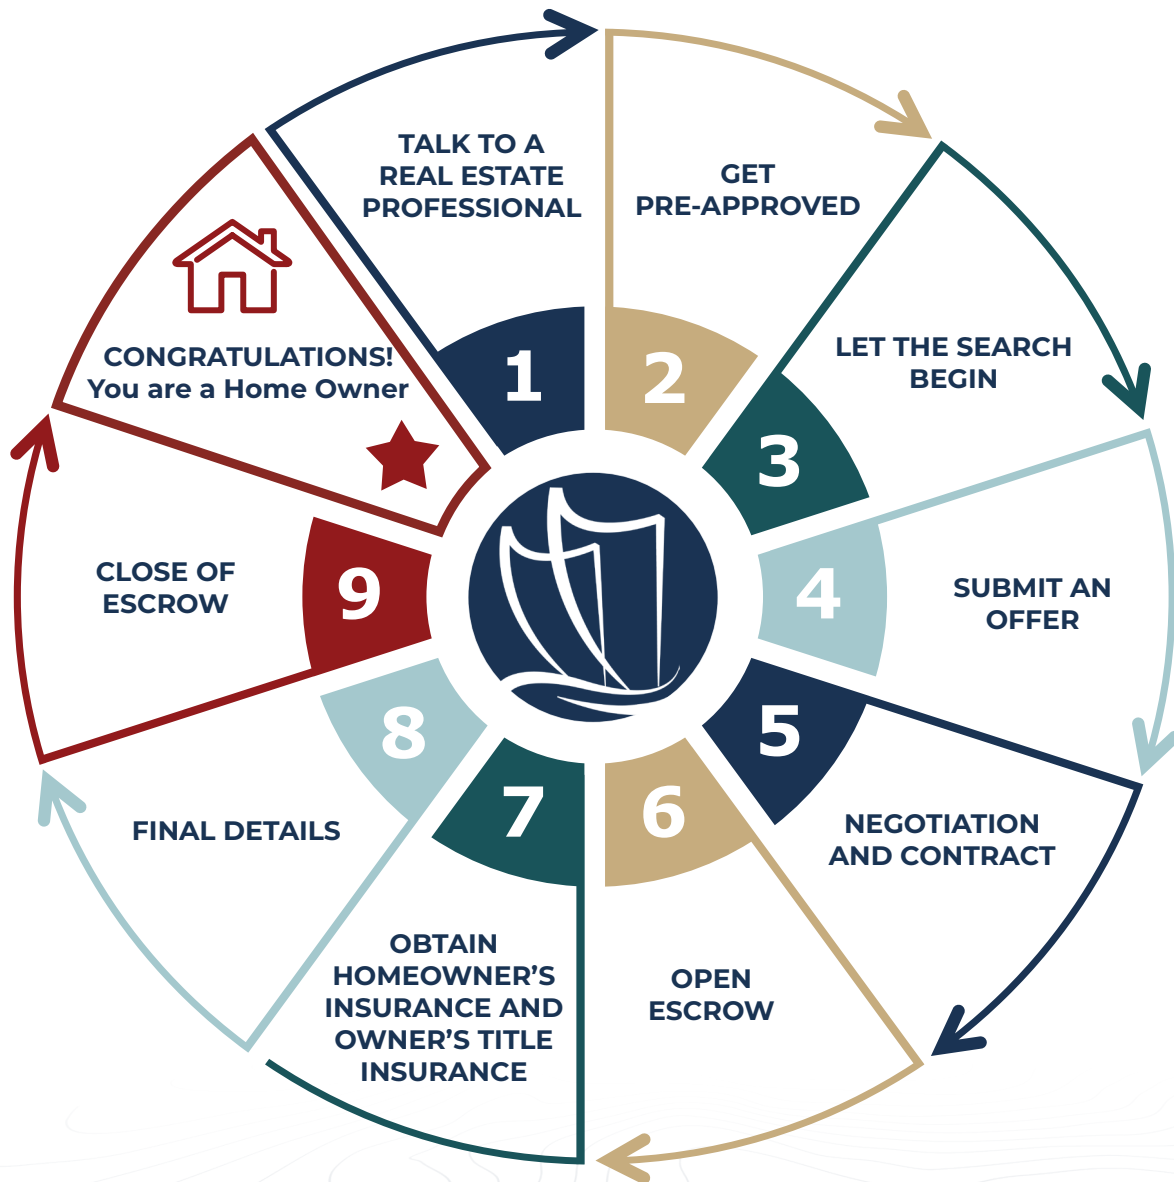 TALK TO A
REAL ESTATE
PROFESSIONAL
1
GET
PRE-APPROVED
2
LET THE SEARCH
BEGIN
3
SUBMIT AN
OFFER
4
NEGOTIATION
AND CONTRACT
5
OPEN
ESCROW
6
OBTAIN
HOMEOWNER’S
INSURANCE AND
OWNER’S TITLE
INSURANCE
7
FINAL DETAILS
8
CLOSE OF
ESCROW
9
CONGRATULATIONS!
You are a Home Owner